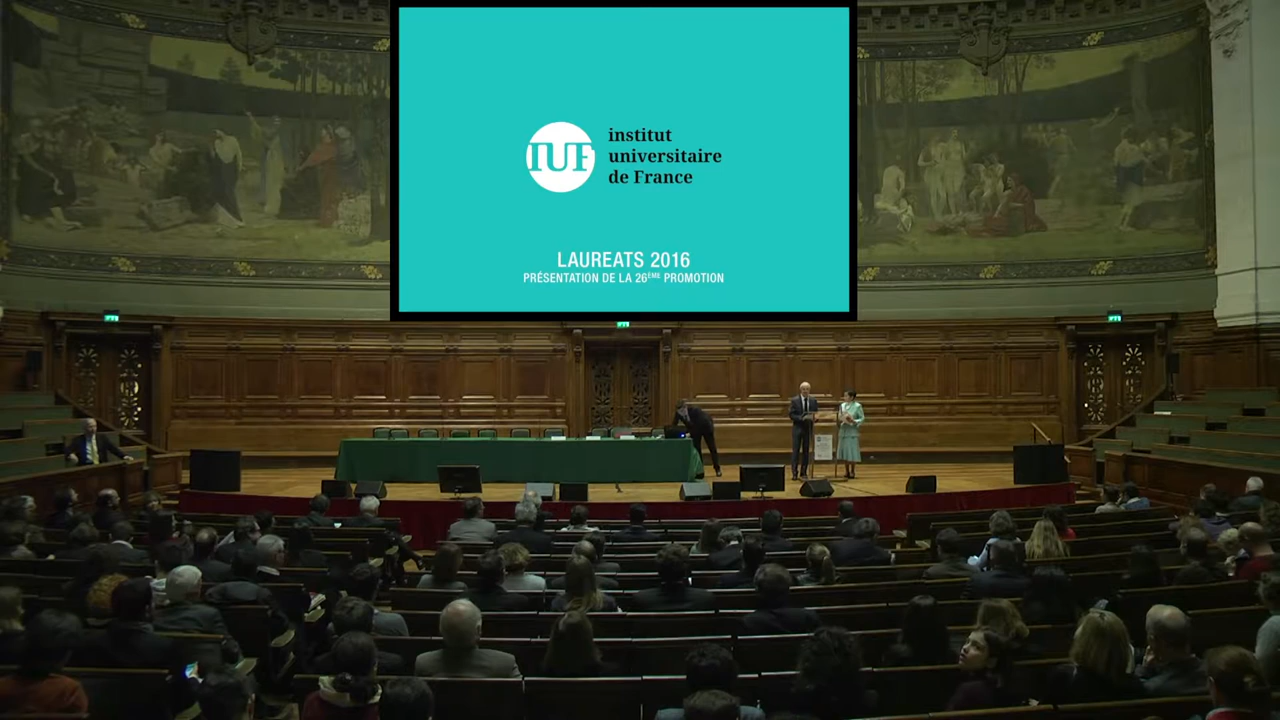 IUF
institut
universitaire
de France
LAUREATS 2016
PRÉSENTATION DE LA 26ÈME PROMOTION